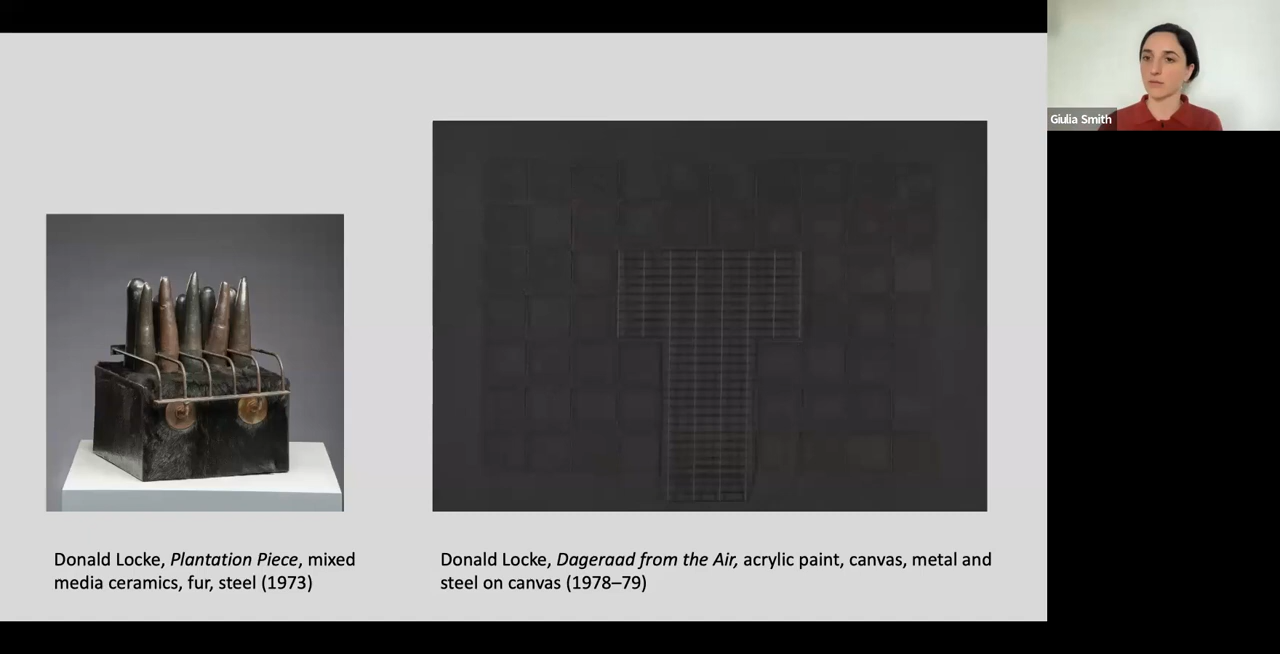 Giulia Smith
Donald Locke, Plantation Piece, mixed
media ceramics, fur, steel (1973)
Donald Locke, Dageraad from the Air, acrylic paint, canvas, metal and
steel on canvas (1978–79)